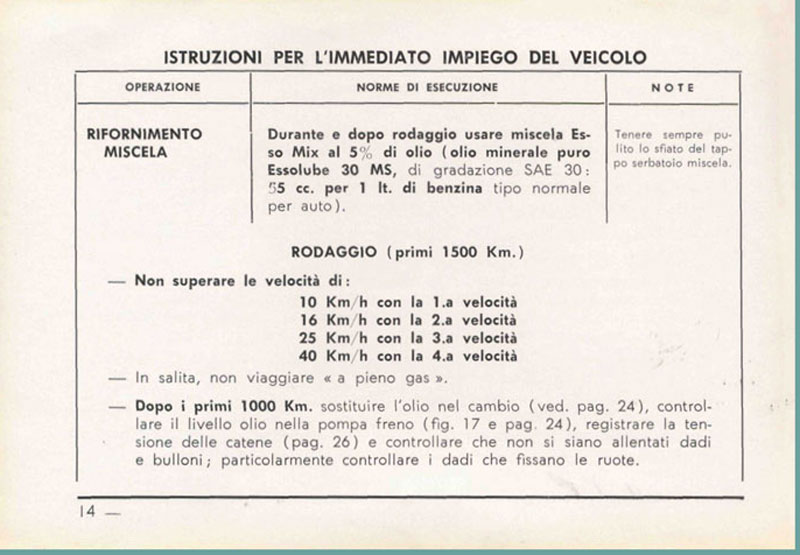 ISTRUZIONI PER L'IMMEDIATO IMPIEGO DEL VEICOLO
OPERAZIONE
NORME DI ESECUZIONE
NOTE
RIFORNIMENTO
MISCELA
Durante e dopo rodaggio usare miscela Es-
so Mix al 5% di olio (olio minerale puro
Essolube 30 MS, di gradazione SAE 30:
55 cc. per 1 lt. di benzina tipo normale
per auto).
Tenere sempre pu-
lito lo sfiato del tap-
po serbatoio miscela.
RODAGGIO (primi 1500 Km.)
— Non superare le velocità di:
10 Km/h con la 1.a velocità
16 Km/h con la 2.a velocità
25 Km/h con la 3.a velocità
40 Km/h con la 4.a velocità
— In salita, non viaggiare « a pieno gas ».
— Dopo i primi 1000 Km. sostituire l'olio nel cambio (ved. pag. 24), control-
lare il livello olio nella pompa freno (fig. 17 e pag. 24), registrare la ten-
sione delle catene (pag. 26) e controllare che non si siano allentati dadi
e bulloni; particolarmente controllare i dadi che fissano le ruote.
14 —